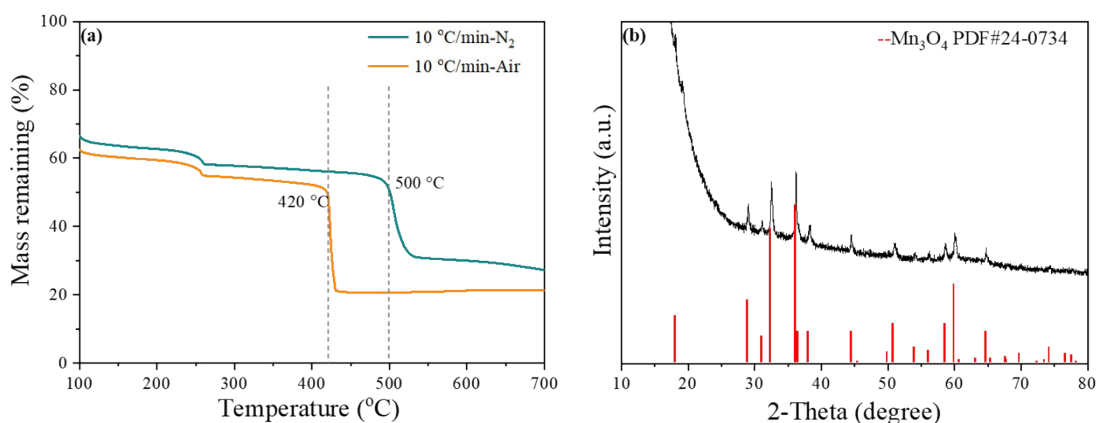 (a)
10 °C/min-N₂
10 °C/min-Air
500 °C
420 °C
Mass remaining (%)
100
80
60
40
20
0
100 200 300 400 500 600 700
Temperature (°C)
(b)
--Mn₃O₄ PDF#24-0734
Intensity (a.u.)
10 20 30 40 50 60 70 80
2-Theta (degree)